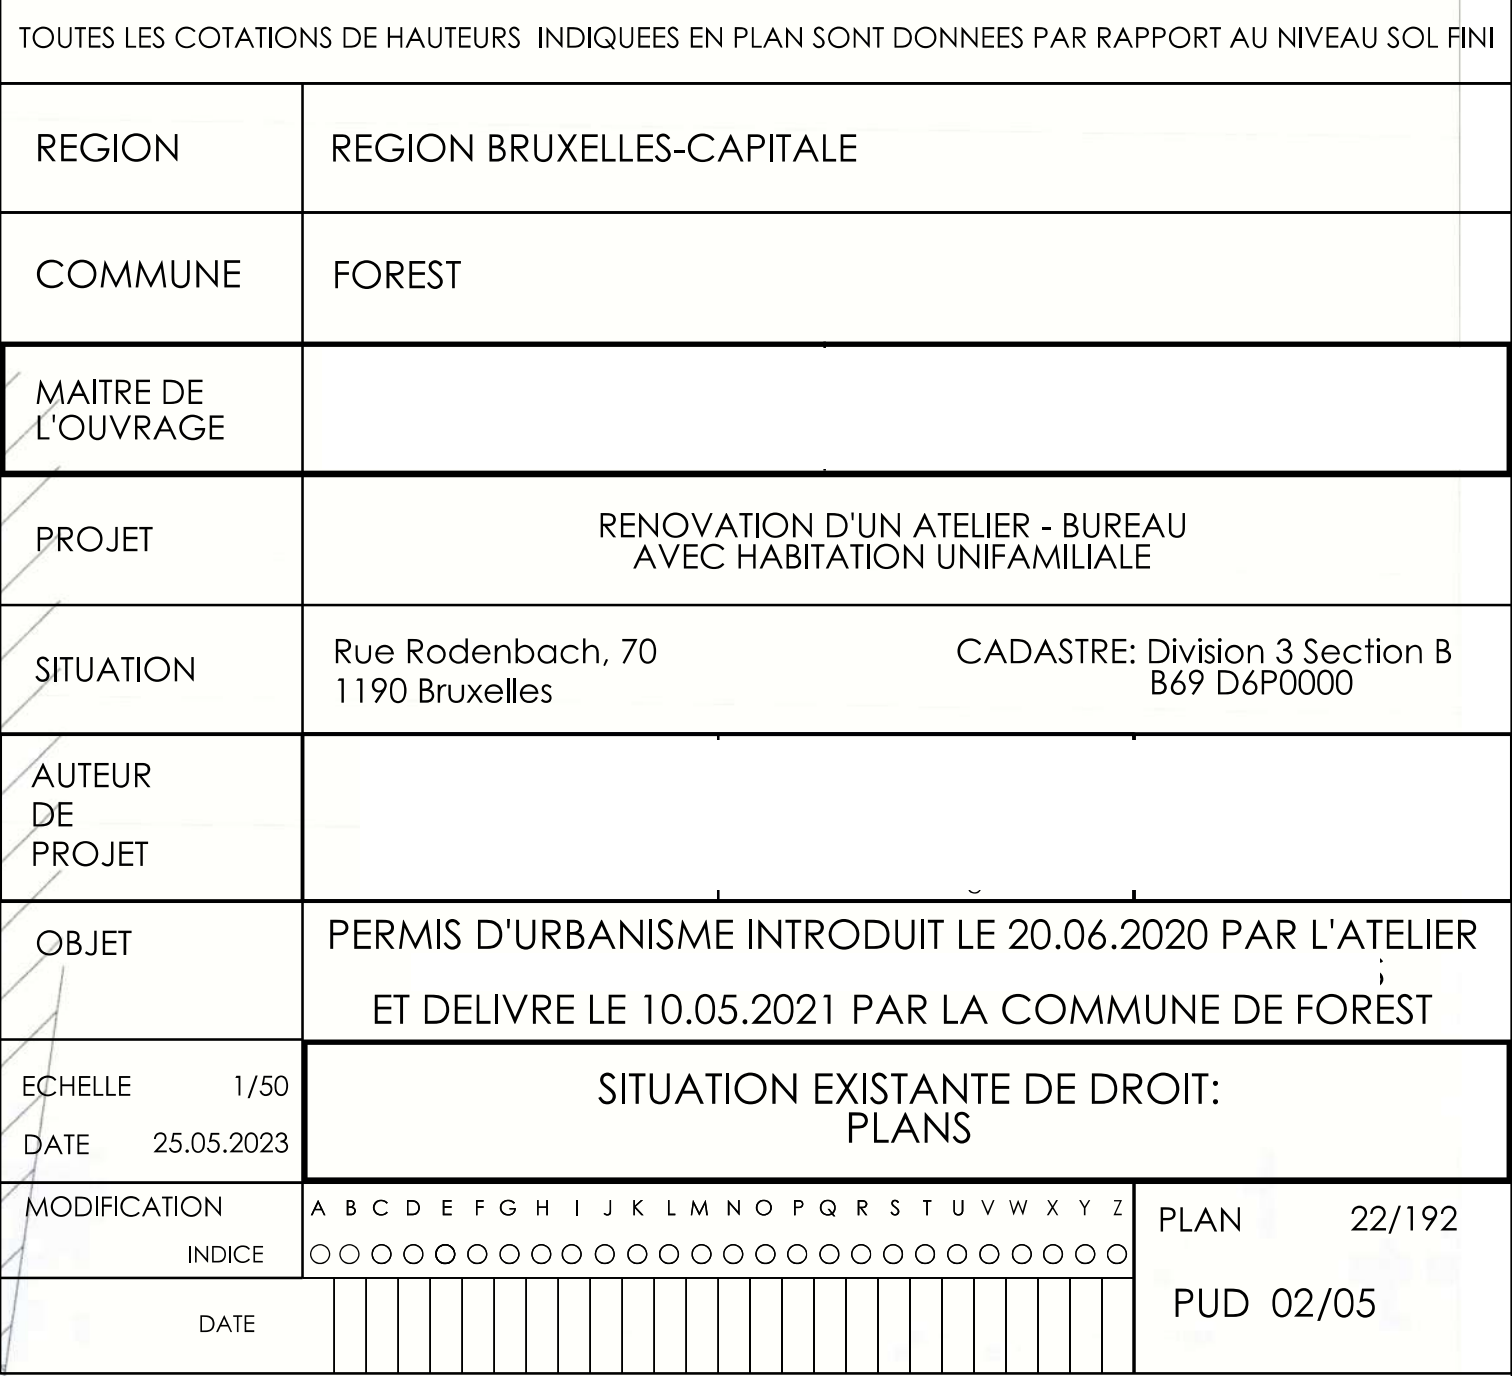 TOUTES LES COTATIONS DE HAUTEURS INDIQUEES EN PLAN SONT DONNEES PAR RAPPORT AU NIVEAU SOL FINI
REGION REGION BRUXELLES-CAPITALE
COMMUNE FOREST
MAITRE DE
L'OUVRAGE
PROJET
RENOVATION D'UN ATELIER - BUREAU
AVEC HABITATION UNIFAMILIALE
SITUATION
Rue Rodenbach, 70
1190 Bruxelles
CADASTRE: Division 3 Section B
B69 D6P0000
AUTEUR
DE
PROJET
OBJET
PERMIS D'URBANISME INTRODUIT LE 20.06.2020 PAR L'ATELIER
ET DELIVRE LE 10.05.2021 PAR LA COMMUNE DE FOREST
ECHELLE 1/50
DATE 25.05.2023
SITUATION EXISTANTE DE DROIT:
PLANS
MODIFICATION A B C D E F G H I J K L M N O P Q R S T U V W X Y Z
INDICE
DATE
PLAN 22/192
PUD 02/05